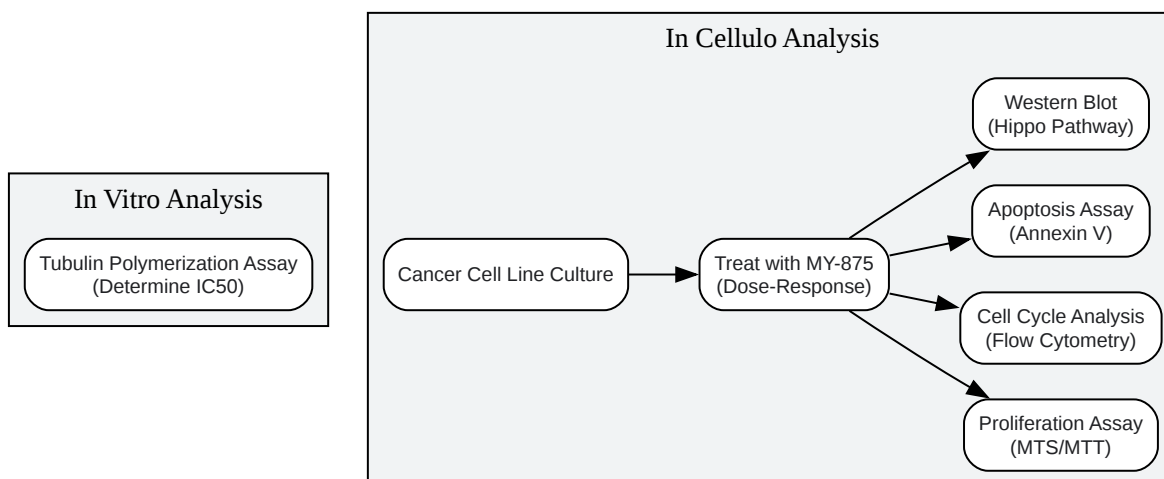 In Vitro Analysis
Tubulin Polymerization Assay
(Determine IC50)
In Cellulo Analysis
Cancer Cell Line Culture
Treat with MY-875
(Dose-Response)
Western Blot
(Hippo Pathway)
Apoptosis Assay
(Annexin V)
Cell Cycle Analysis
(Flow Cytometry)
Proliferation Assay
(MTS/MTT)